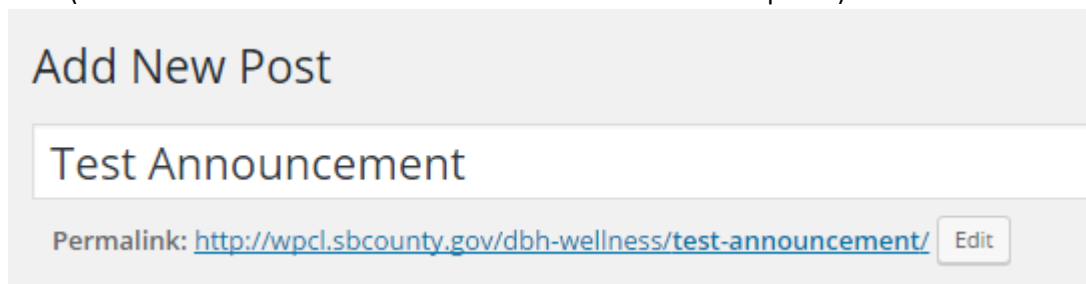 Add New Post
Test Announcement
Permalink: http://wpcl.sbcounty.gov/dbh-wellness/test-announcement/ Edit